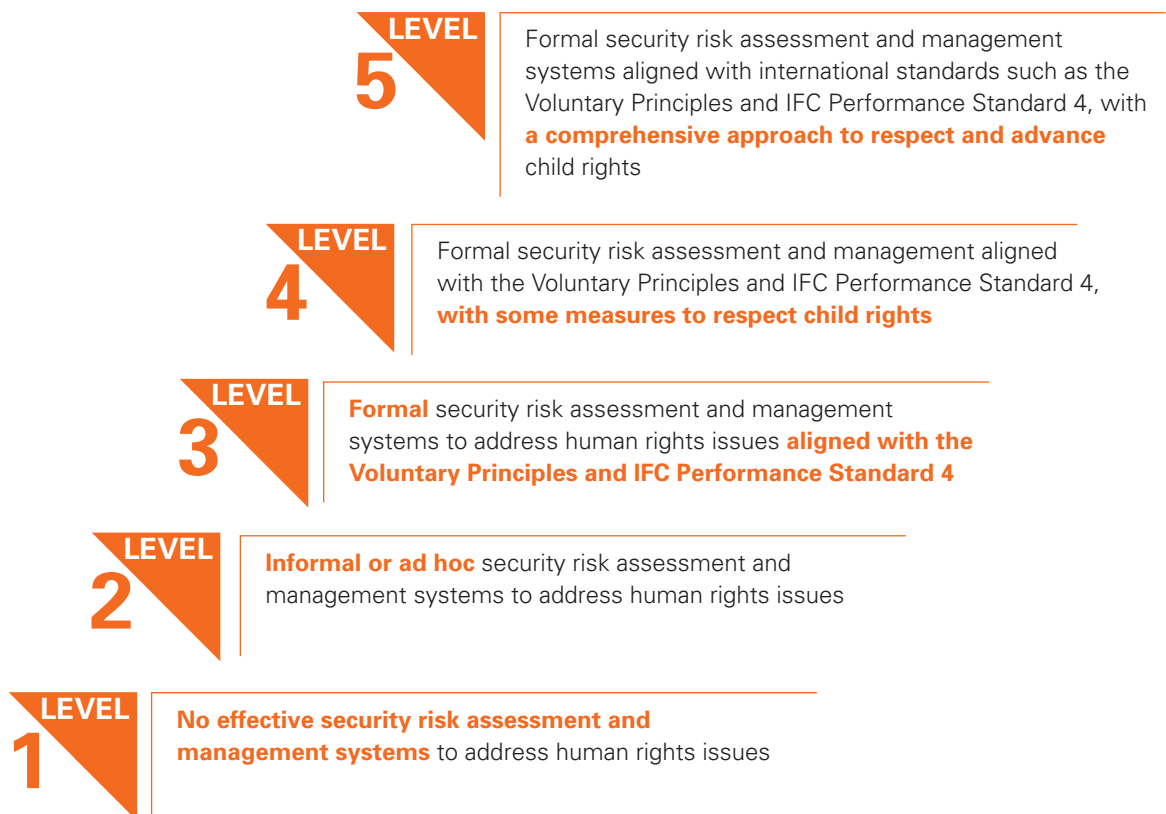 LEVEL
5
Formal security risk assessment and management
systems aligned with international standards such as the
Voluntary Principles and IFC Performance Standard 4, with
a comprehensive approach to respect and advance
child rights
LEVEL
4
Formal security risk assessment and management aligned
with the Voluntary Principles and IFC Performance Standard 4,
with some measures to respect child rights
LEVEL
3
Formal security risk assessment and management
systems to address human rights issues aligned with the
Voluntary Principles and IFC Performance Standard 4
LEVEL
2
Informal or ad hoc security risk assessment and
management systems to address human rights issues
LEVEL
1
No effective security risk assessment and
management systems to address human rights issues